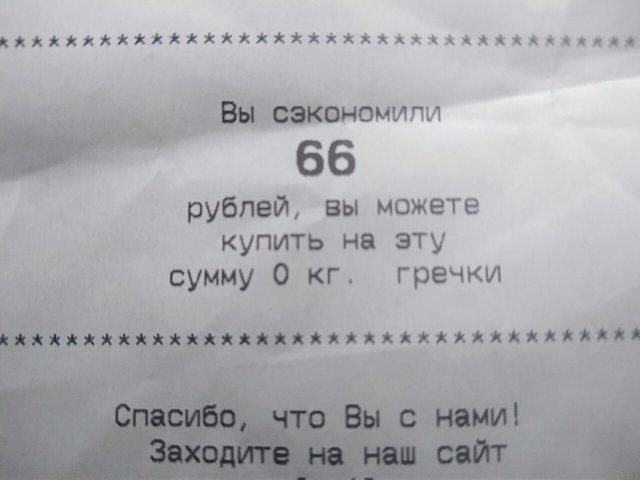 ************************************
Вы сэкономили
66
рублей, вы можете
купить на эту
сумму 0 кг.  гречки
************************************
Спасибо, что Вы с нами!
Заходите на наш сайт